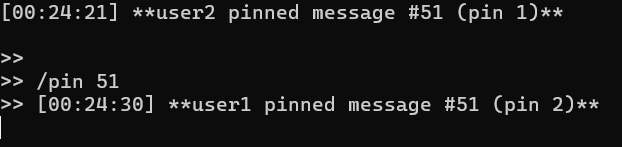 [00:24:21] **user2 pinned message #51 (pin 1)**
>>
>> /pin 51
>> [00:24:30] **user1 pinned message #51 (pin 2)**